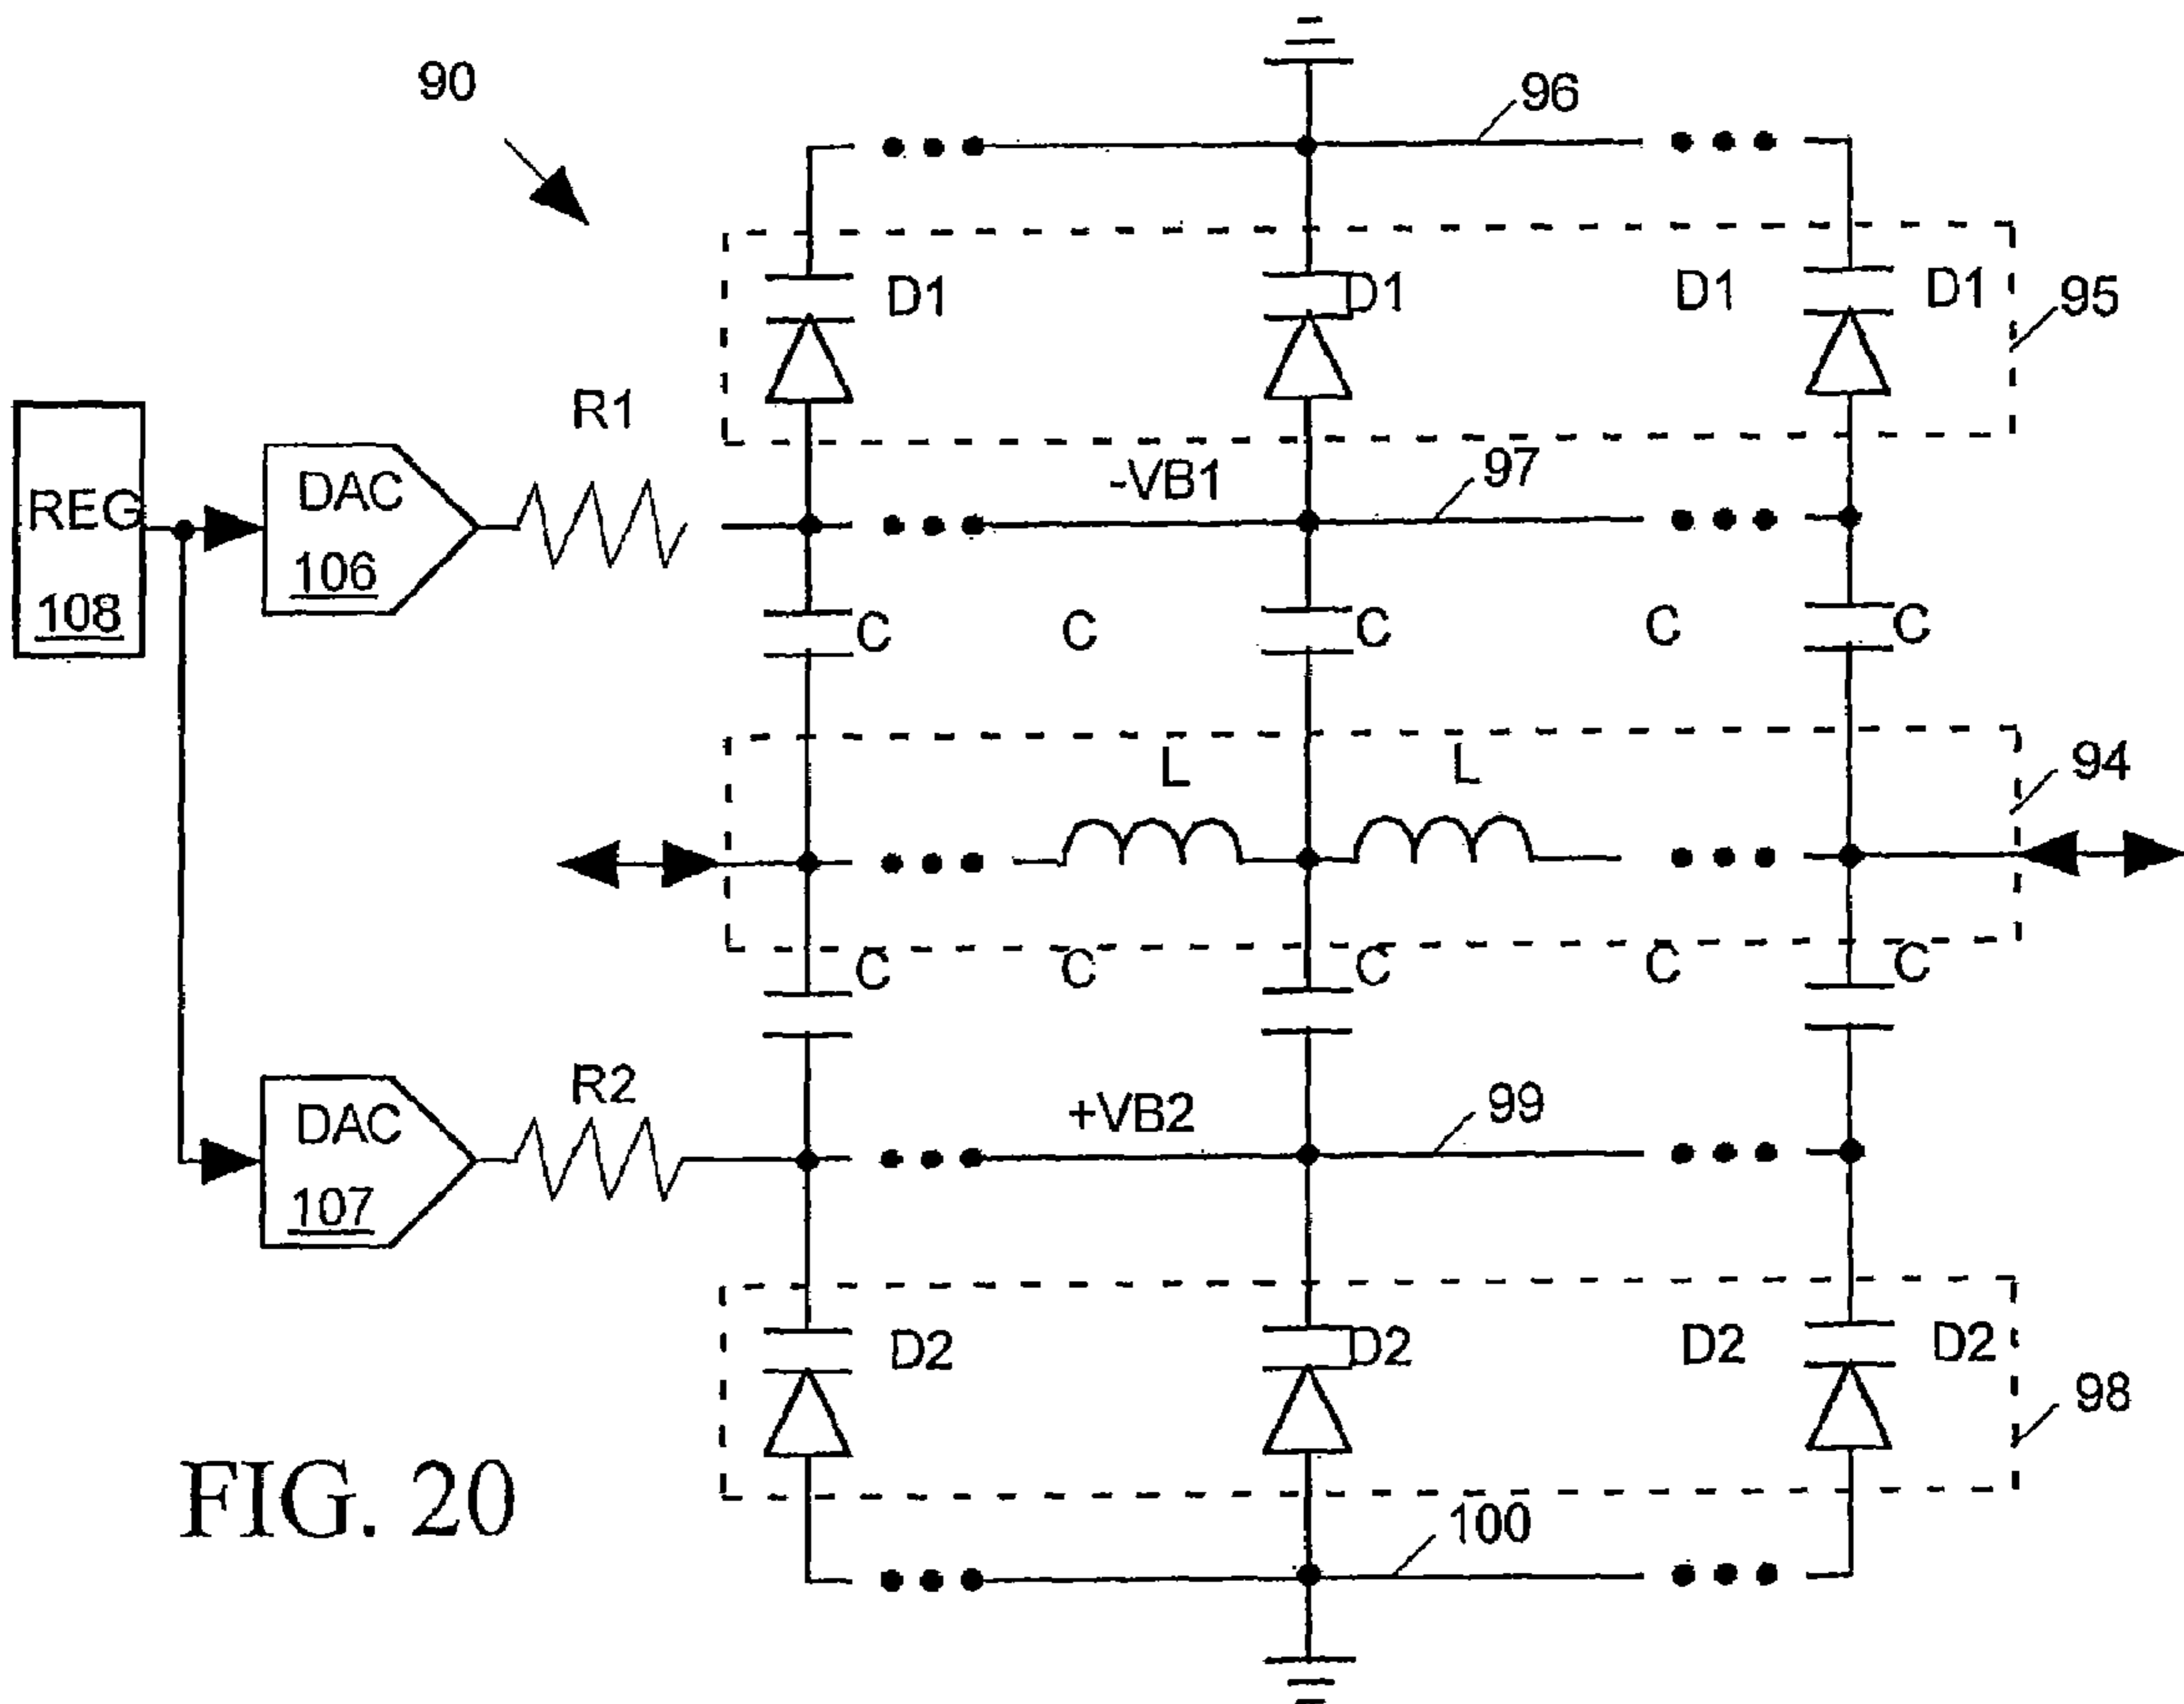 90
96
D1 D1 D1 D1
95
R1
REG
108
DAC
106
-VB1
97
C C C C C
L L
94
C C C C C
R2
DAC
107
+VB2
99
D2 D2 D2 D2
98
100
FIG. 20